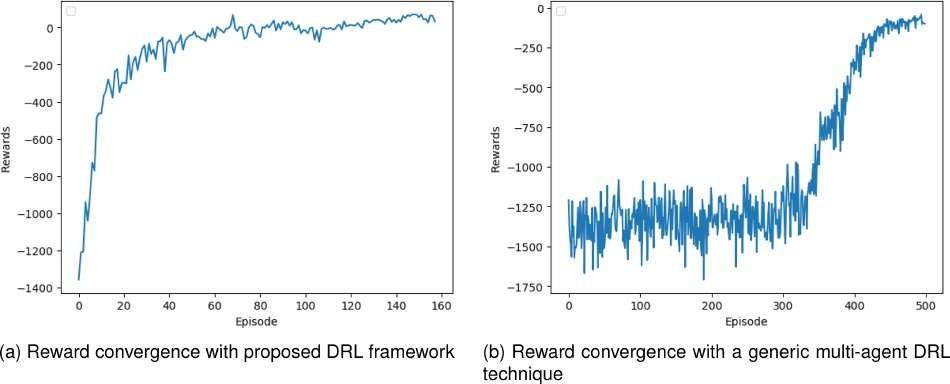 0
−200
−400
−600
−800
−1000
−1200
−1400
Rewards
0 20 40 60 80 100 120 140 160
Episode
(a) Reward convergence with proposed DRL framework
0
−250
−500
−750
−1000
−1250
−1500
−1750
Rewards
0 100 200 300 400 500
Episode
(b) Reward convergence with a generic multi-agent DRL
technique